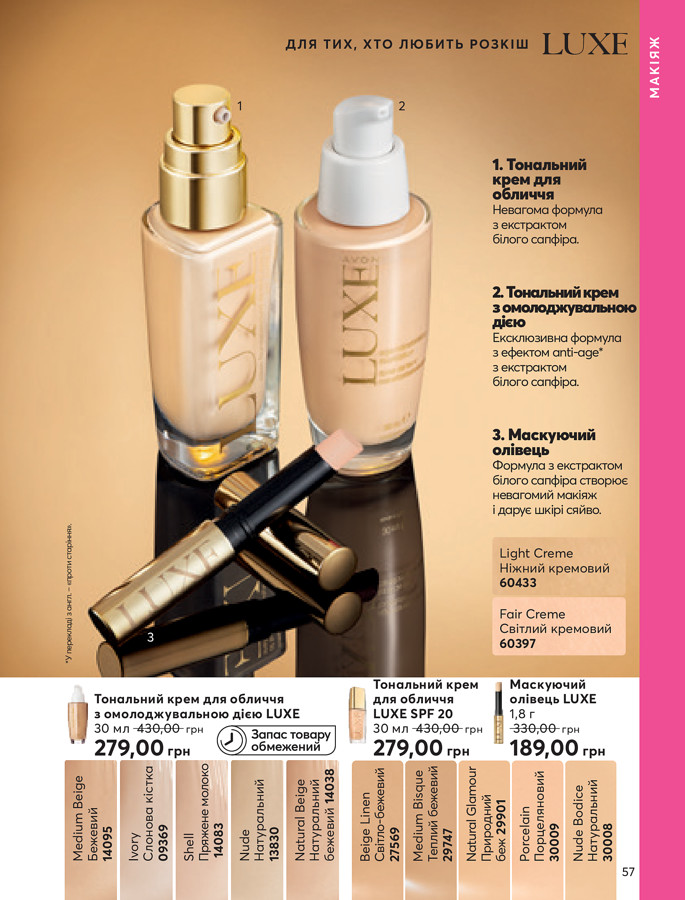 ДЛЯ ТИХ, ХТО ЛЮБИТЬ РОЗКІШ LUXE
МАКІЯЖ
1
2
AVON
LUXE
LUXE
1. Тональний
крем для
обличчя
Невагома формула
з екстрактом
білого сапфіра.
2. Тональний крем
з омолоджувальною
дією
Ексклюзивна формула
з ефектом anti-age*
з екстрактом
білого сапфіра.
3. Маскуючий
олівець
Формула з екстрактом
білого сапфіра створює
невагомий макіяж
і дарує шкірі сяйво.
Light Creme
Ніжний кремовий
60433
Fair Creme
Світлий кремовий
60397
LUXE
3
*У перекладі з англ. – «проти старіння».
Тональний крем для обличчя
з омолоджувальною дією LUXE
30 мл 430,00 грн
279,00 грн
Запас товару
обмежений
Тональний крем
для обличчя
LUXE SPF 20
30 мл 430,00 грн
279,00 грн
Маскуючий
олівець LUXE
1,8 г
330,00 грн
189,00 грн
Medium Beige
Бежевий
14095
Ivory
Слонова кістка
09369
Shell
Пряжене молоко
14083
Nude
Натуральний
13830
Natural Beige
Натуральний
бежевий 14038
Beige Linen
Світло-бежевий
27569
Medium Bisque
Теплий бежевий
29747
Natural Glamour
Природний
беж 29901
Porcelain
Порцеляновий
30009
Nude Bodice
Натуральний
30008
57